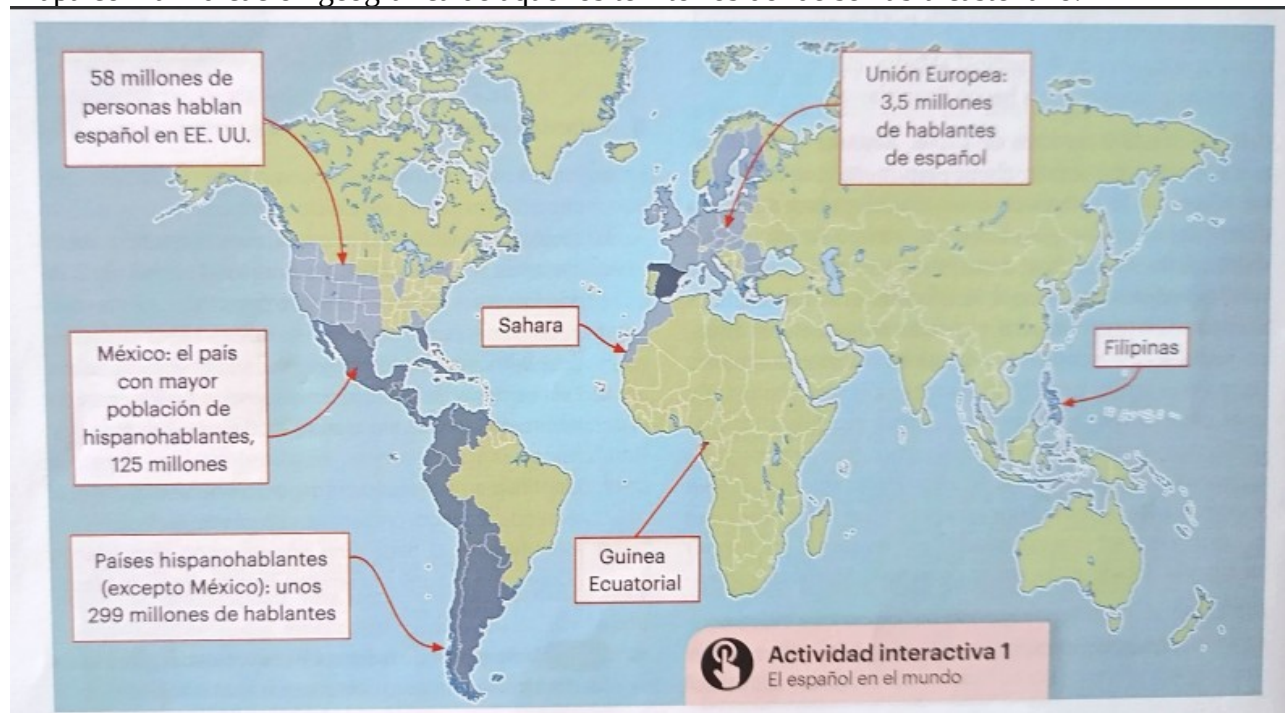 58 millones de
personas hablan
español en EE. UU.
Unión Europea:
3,5 millones
de hablantes
de español
Sahara
Filipinas
México: el país
con mayor
población de
hispanohablantes,
125 millones
Guinea
Ecuatorial
Países hispanohablantes
(excepto México): unos
299 millones de hablantes
Actividad interactiva 1
El español en el mundo